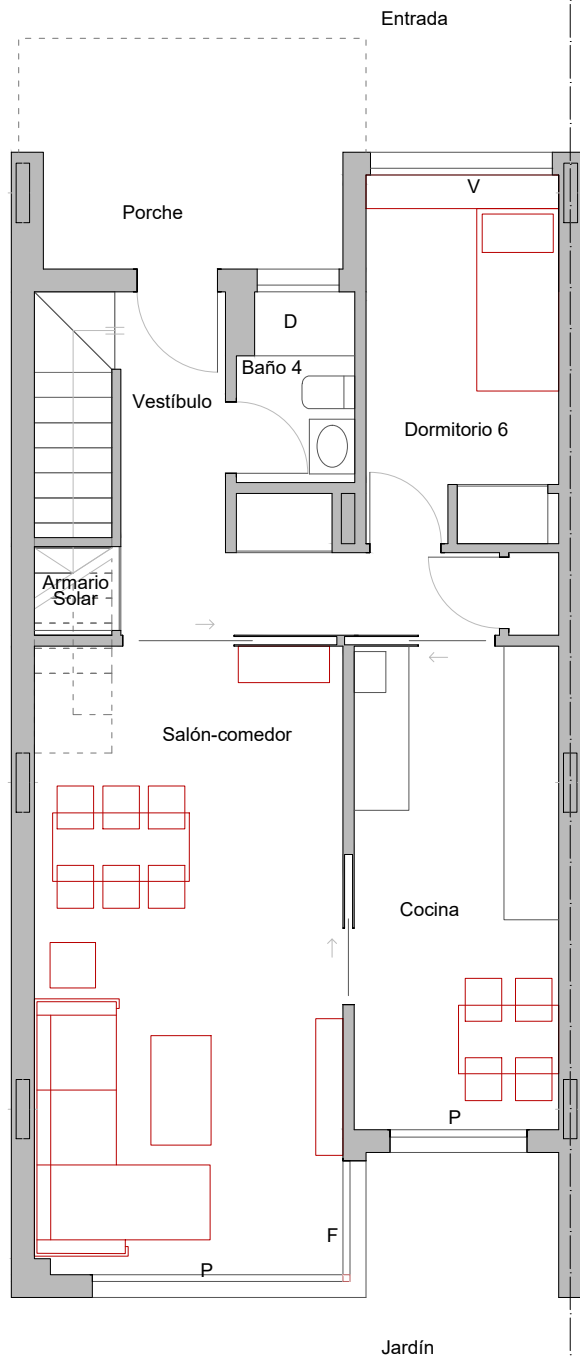 Entrada
V
Porche
D
Baño 4
Vestíbulo
Dormitorio 6
Armario
Solar
Salón-comedor
Cocina
P
F
P
Jardín